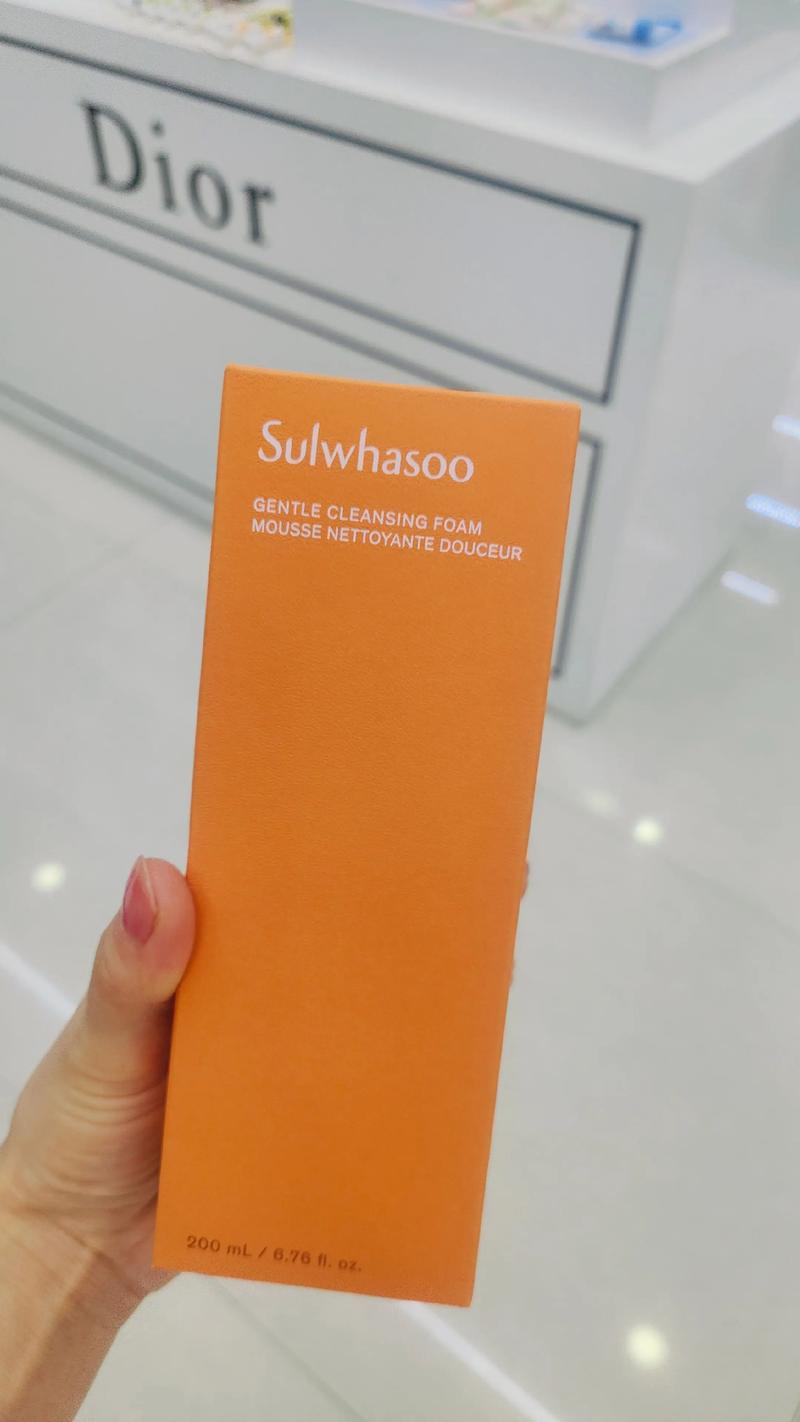 Dior
Sulwhasoo
GENTLE CLEANSING FOAM
MOUSSE NETTOYANTE DOUCEUR
200 mL / 6.76 fl. oz.